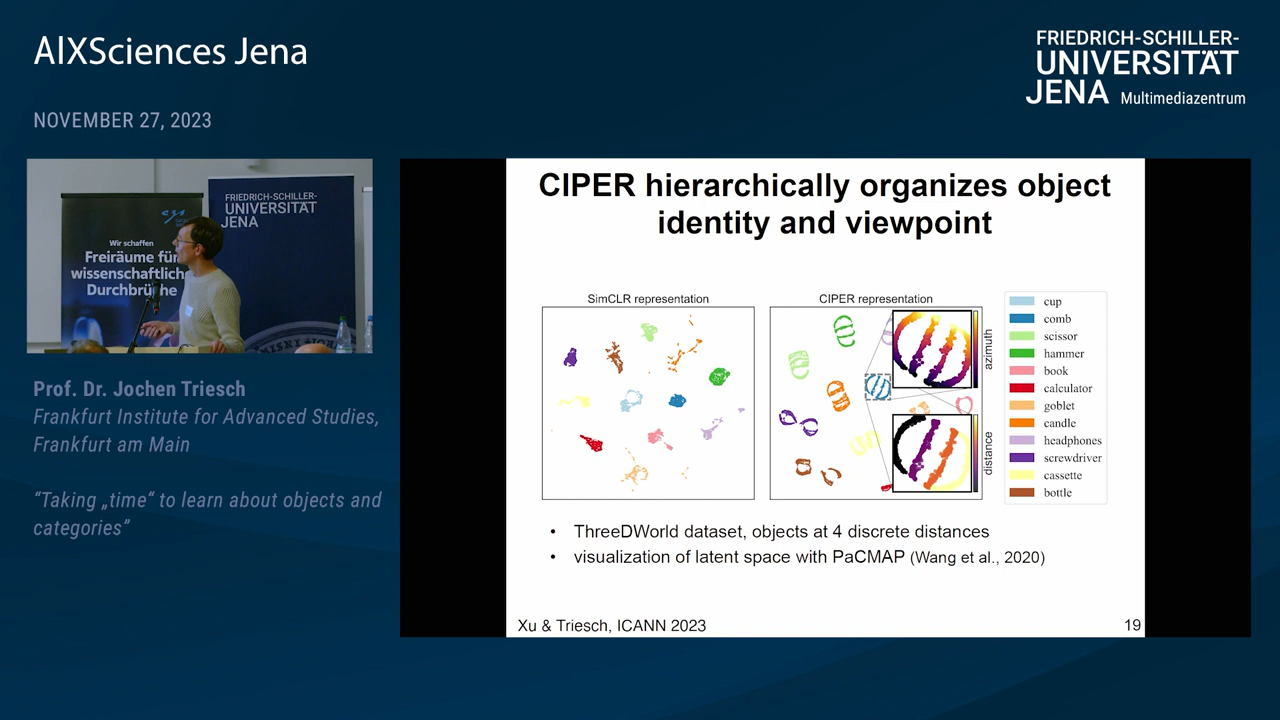 AIXSciences Jena
NOVEMBER 27, 2023
FRIEDRICH-SCHILLER-
UNIVERSITÄT
JENA Multimediazentrum
Wir schaffen
Freiräume für
wissenschaftliche
Durchbrüche
FRIEDRICH-SCHILLER-
UNIVERSITÄT
JENA
Prof. Dr. Jochen Triesch
Frankfurt Institute for Advanced Studies,
Frankfurt am Main
“Taking „time“ to learn about objects and
categories”
CIPER hierarchically organizes object
identity and viewpoint
SimCLR representation
CIPER representation
azimuth
distance
cup
comb
scissor
hammer
book
calculator
goblet
candle
headphones
screwdriver
cassette
bottle
• ThreeDWorld dataset, objects at 4 discrete distances
• visualization of latent space with PaCMAP (Wang et al., 2020)
Xu & Triesch, ICANN 2023
19